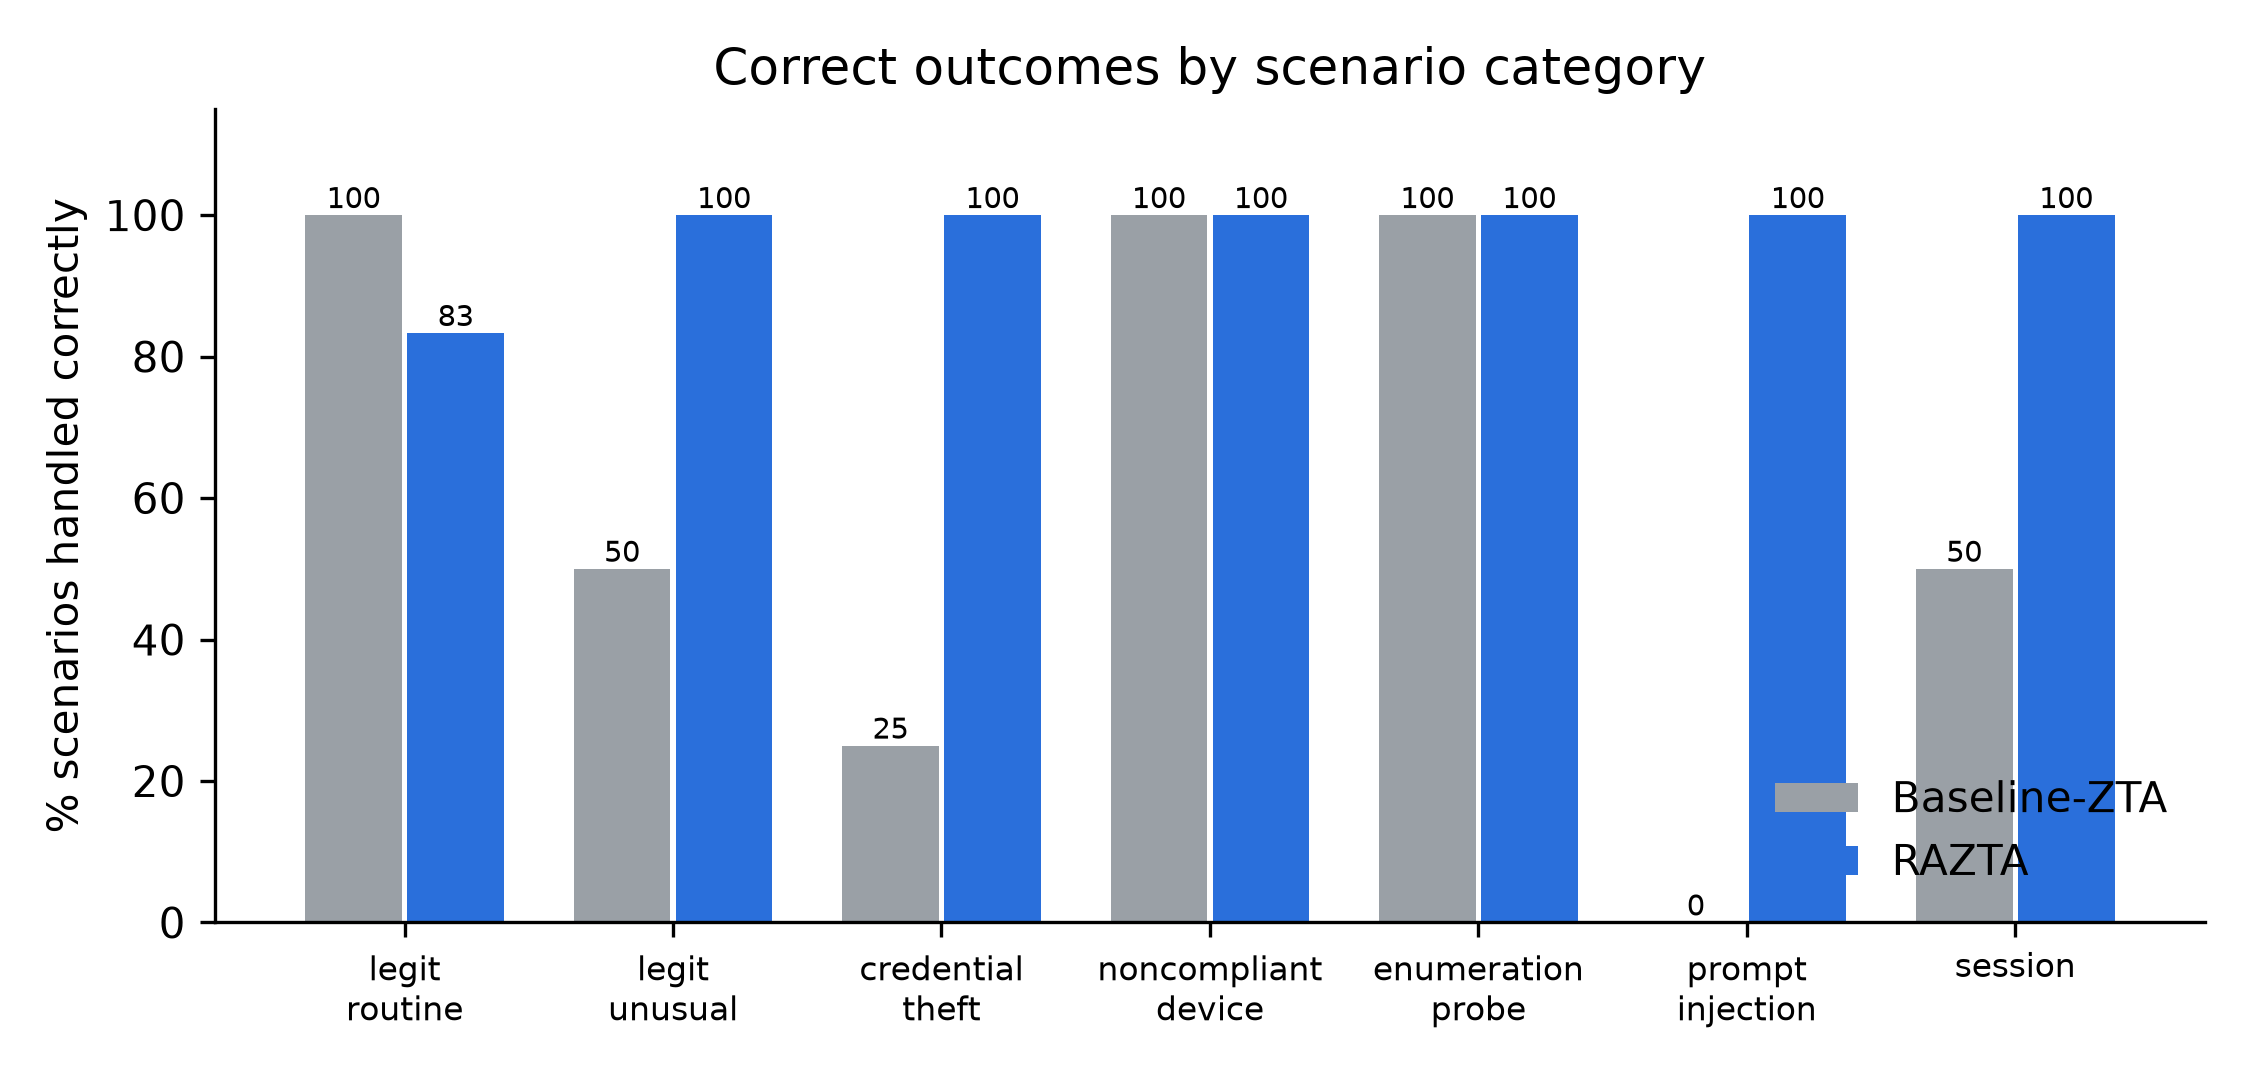 Correct outcomes by scenario category
% scenarios handled correctly
100
80
60
40
20
0
100
83
50
100
25
100
100
100
100
100
0
100
50
100
Baseline-ZTA
RAZTA
legit
routine
legit
unusual
credential
theft
noncompliant
device
enumeration
probe
prompt
injection
session